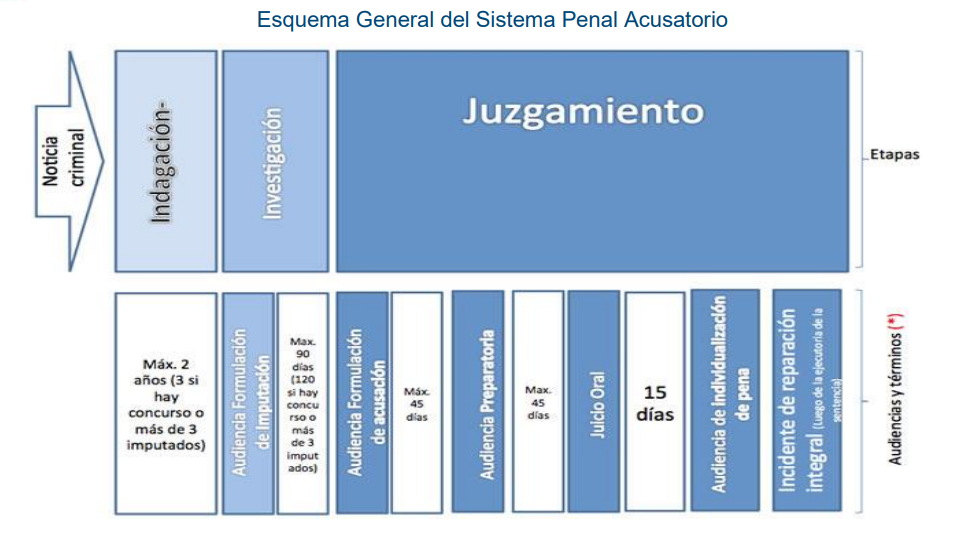 Esquema General del Sistema Penal Acusatorio
Noticia
criminal
Indagación-
Investigación
Juzgamiento
Etapas
Máx. 2
años (3 si
hay
concurso o
más de 3
imputados)
Audiencia Formulación
de Imputación
Max.
90
días
(120
si hay
concu
rso o
más
de 3
imput
ados)
Audiencia Formulación
de acusación
Máx.
45
días
Audiencia Preparatoria
Max.
45
días
Juicio Oral
15
días
Audiencia de individualización
de pena
Incidente de reparación
integral (Luego de la ejecutoria de la
sentencia)
Audiencias y términos (*)